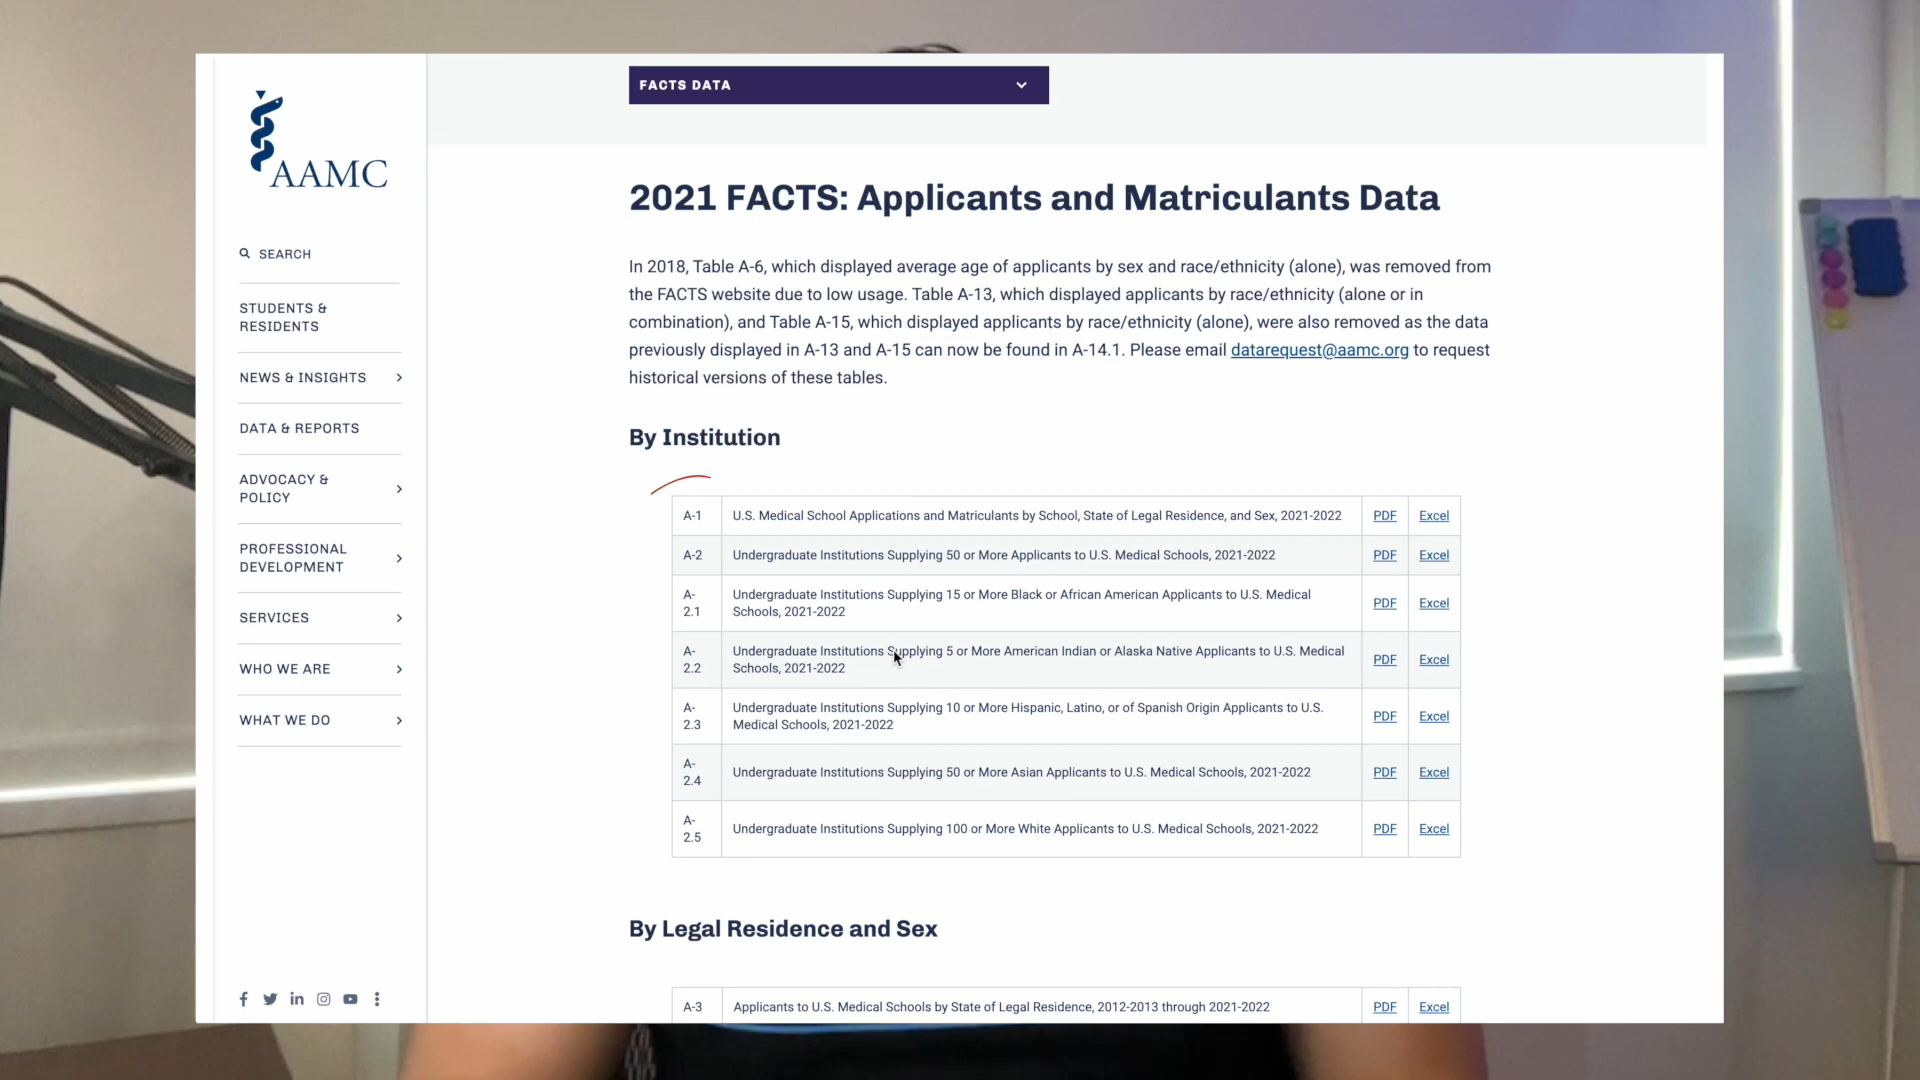 AAMC
SEARCH
STUDENTS &
RESIDENTS
NEWS & INSIGHTS
DATA & REPORTS
ADVOCACY &
POLICY
PROFESSIONAL
DEVELOPMENT
SERVICES
WHO WE ARE
WHAT WE DO
FACTS DATA
2021 FACTS: Applicants and Matriculants Data
In 2018, Table A-6, which displayed average age of applicants by sex and race/ethnicity (alone), was removed from
the FACTS website due to low usage. Table A-13, which displayed applicants by race/ethnicity (alone or in
combination), and Table A-15, which displayed applicants by race/ethnicity (alone), were also removed as the data
previously displayed in A-13 and A-15 can now be found in A-14.1. Please email datarequest@aamc.org to request
historical versions of these tables.
By Institution
A-1 U.S. Medical School Applications and Matriculants by School, State of Legal Residence, and Sex, 2021-2022 PDF Excel
A-2 Undergraduate Institutions Supplying 50 or More Applicants to U.S. Medical Schools, 2021-2022 PDF Excel
A-
2.1 Undergraduate Institutions Supplying 15 or More Black or African American Applicants to U.S. Medical
Schools, 2021-2022 PDF Excel
A-
2.2 Undergraduate Institutions Supplying 5 or More American Indian or Alaska Native Applicants to U.S. Medical
Schools, 2021-2022 PDF Excel
A-
2.3 Undergraduate Institutions Supplying 10 or More Hispanic, Latino, or of Spanish Origin Applicants to U.S.
Medical Schools, 2021-2022 PDF Excel
A-
2.4 Undergraduate Institutions Supplying 50 or More Asian Applicants to U.S. Medical Schools, 2021-2022 PDF Excel
A-
2.5 Undergraduate Institutions Supplying 100 or More White Applicants to U.S. Medical Schools, 2021-2022 PDF Excel
By Legal Residence and Sex
A-3 Applicants to U.S. Medical Schools by State of Legal Residence, 2012-2013 through 2021-2022 PDF Excel